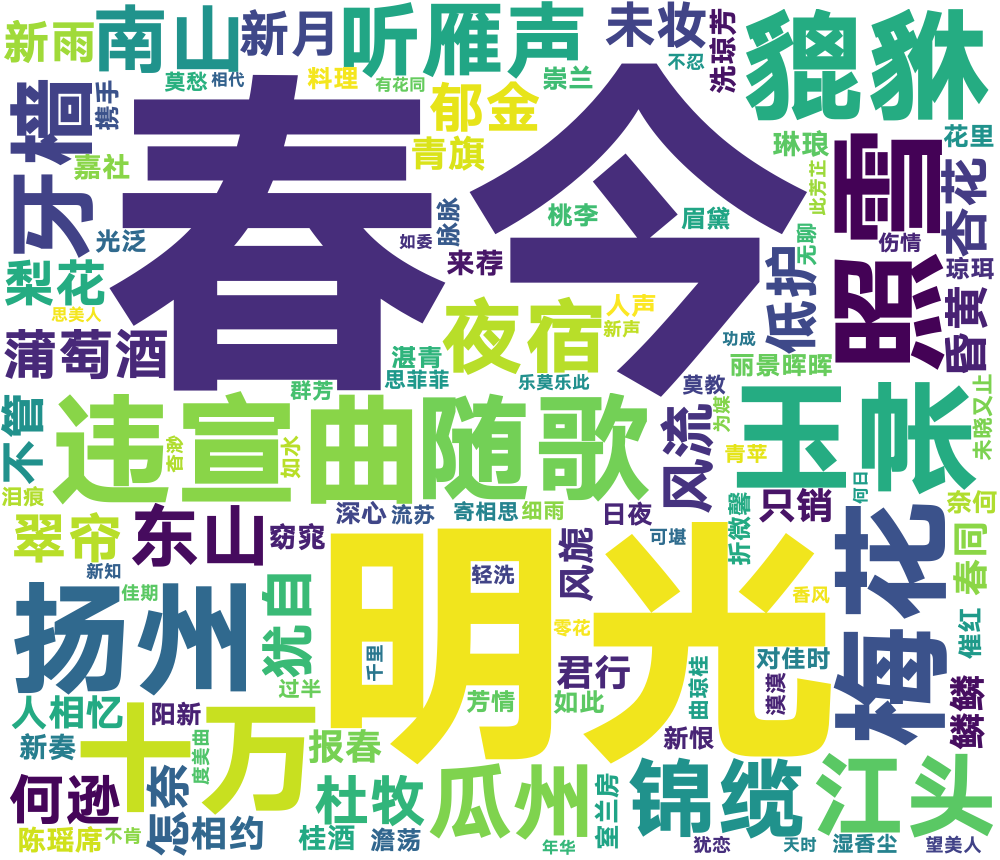 新雨
南山
新月
听雁声
未妆
洗琼芳
貔貅
莫愁
相代
料理
有花同
崇兰
不忍
牙樯
携手
郁金
青旗
嘉社
春今
琳琅
花里
照雪
杏花
此芳芷
桃李
眉黛
光泛
脉脉
如委
来荐
无聊
伤情
琼珥
梨花
思美人
低护
昏黄
夜宿
人声
新声
功成
蒲萄酒
湛青
思菲菲
乐莫乐此
莫教
丽景晖晖
群芳
不管
违宣
曲随歌
风流
为媒
玉帐
未晓又止
杳渺
如水
青苹
何日
泪痕
翠帘
东山
窈窕
深心
流苏
寄相思
细雨
日夜
只销
折微馨
奈何
新知
佳期
风旎
可堪
梅花
春同
轻洗
扬州
犹自
明光
零花
香风
催红
过半
千里
君行
如此
芳情
曲琼桂
对佳时
漠漠
鳞鳞
人相忆
阳新
新奏
十万
度美曲
报春
新恨
何逊
怎奈
相约
杜牧
瓜州
室兰房
锦缆
江头
陈瑶席
不肯
桂酒
澹荡
年华
犹恋
天时
湿香尘
望美人